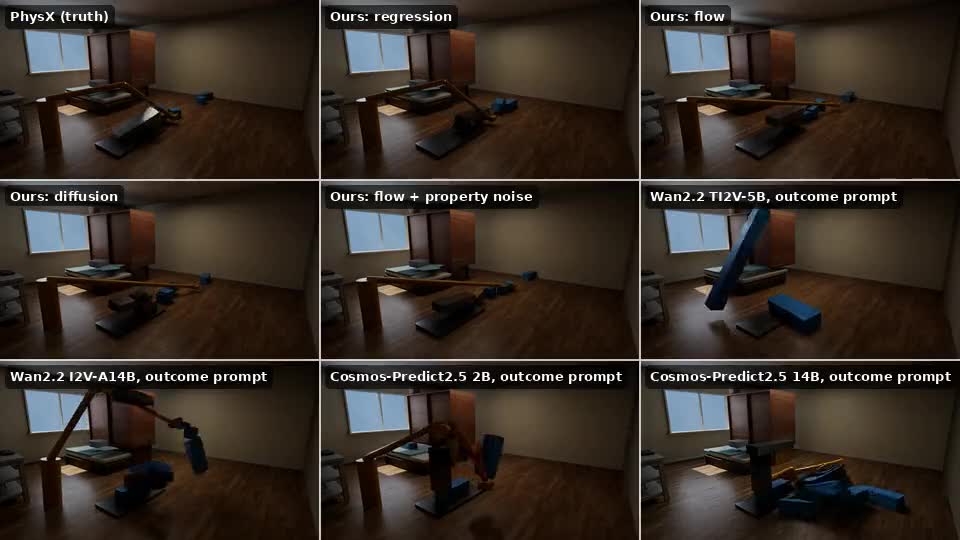 PhysX (truth)
Ours: regression
Ours: flow
Ours: diffusion
Ours: flow + property noise
Wan2.2 TI2V-5B, outcome prompt
Wan2.2 I2V-A14B, outcome prompt
Cosmos-Predict2.5 2B, outcome prompt
Cosmos-Predict2.5 14B, outcome prompt